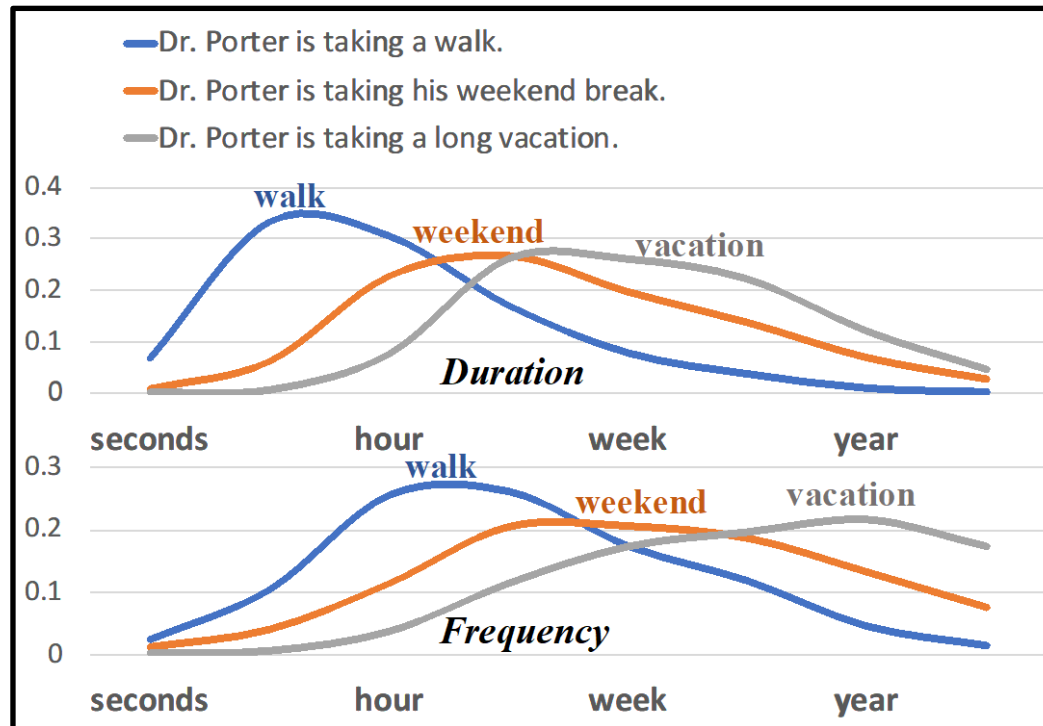 Dr. Porter is taking a walk.
Dr. Porter is taking his weekend break.
Dr. Porter is taking a long vacation.
0.4
walk
weekend
vacation
0.3
0.2
0.1
Duration
0
seconds hour week year
0.3
walk
weekend
vacation
0.2
0.1
Frequency
0
seconds hour week year